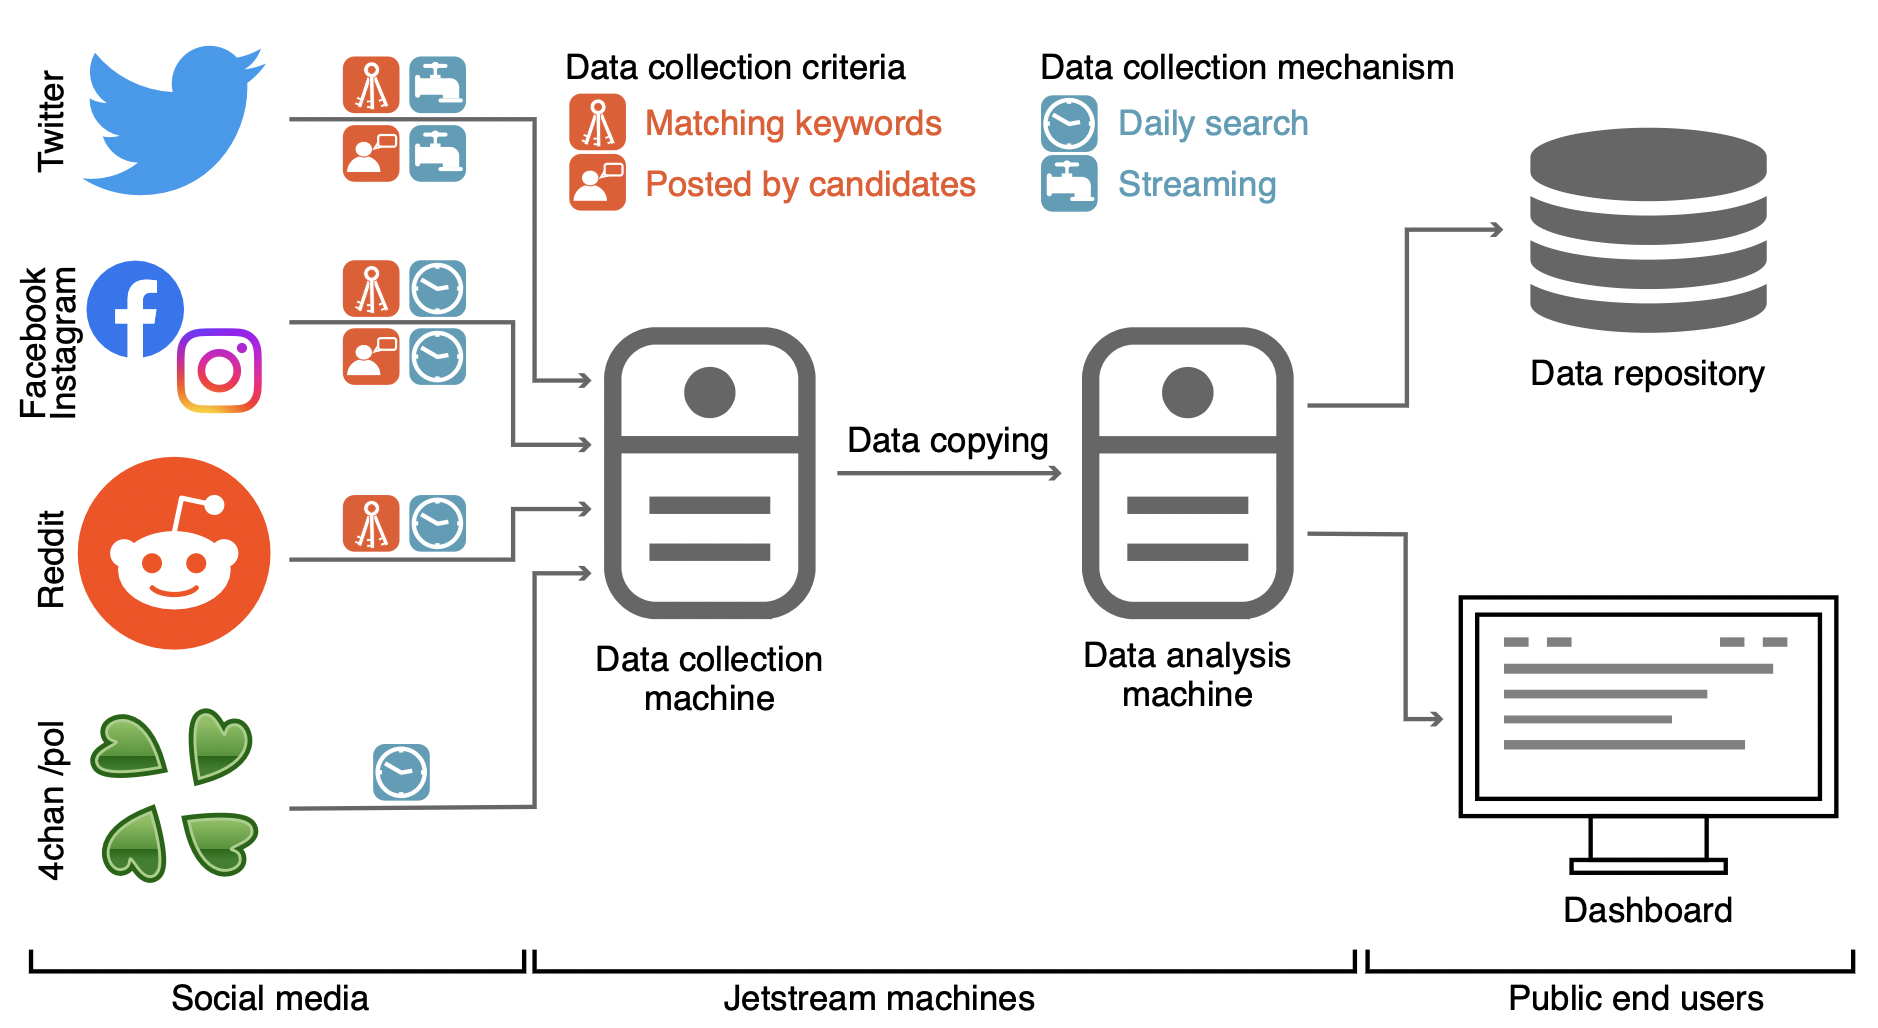 Twitter
Facebook
Instagram
Reddit
4chan /pol
Data collection criteria
Matching keywords
Posted by candidates
Data collection mechanism
Daily search
Streaming
Data collection
machine
Data copying
Data analysis
machine
Data repository
Dashboard
Social media
Jetstream machines
Public end users